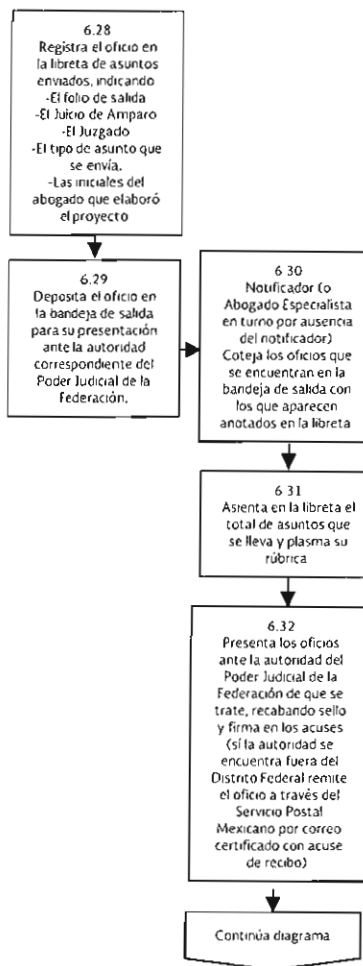 6.28
Registra el oficio en
la libreta de asuntos
enviados, indicando
-El folio de salida
-El Juicio de Amparo
-El Juzgado
-El tipo de asunto que
se envía.
-Las iniciales del
abogado que elaboró
el proyecto
6.29
Deposita el oficio en
la bandeja de salida
para su presentación
ante la autoridad
correspondiente del
Poder Judicial de la
Federación.
6 30
Notificador (o
Abogado Especialista
en turno por ausencia
del notificador)
Coteja los oficios que
se encuentran en la
bandeja de salida con
los que aparecen
anotados en la libreta
6 31
Asienta en la libreta el
total de asuntos que
se lleva y plasma su
rúbrica
6.32
Presenta los oficios
ante la autoridad del
Poder Judicial de la
Federación de que se
trate, recabando sello
y firma en los acuses
(sí la autoridad se
encuentra fuera del
Distrito Federal remite
el oficio a través del
Servicio Postal
Mexicano por correo
certificado con acuse
de recibo)
Continúa diagrama